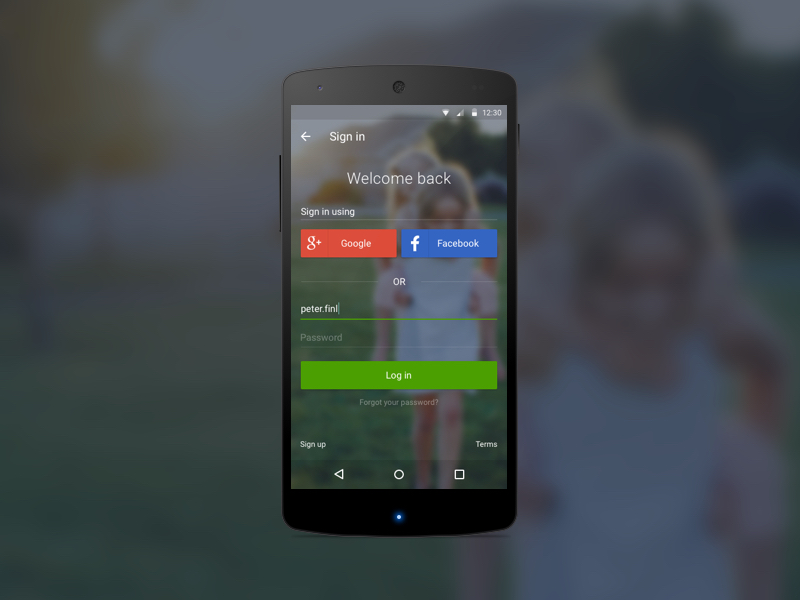 12:30
Sign in
Welcome back
Sign in using
g+ Google
f Facebook
OR
peter.finl
Password
Log in
Forgot your password?
Sign up Terms